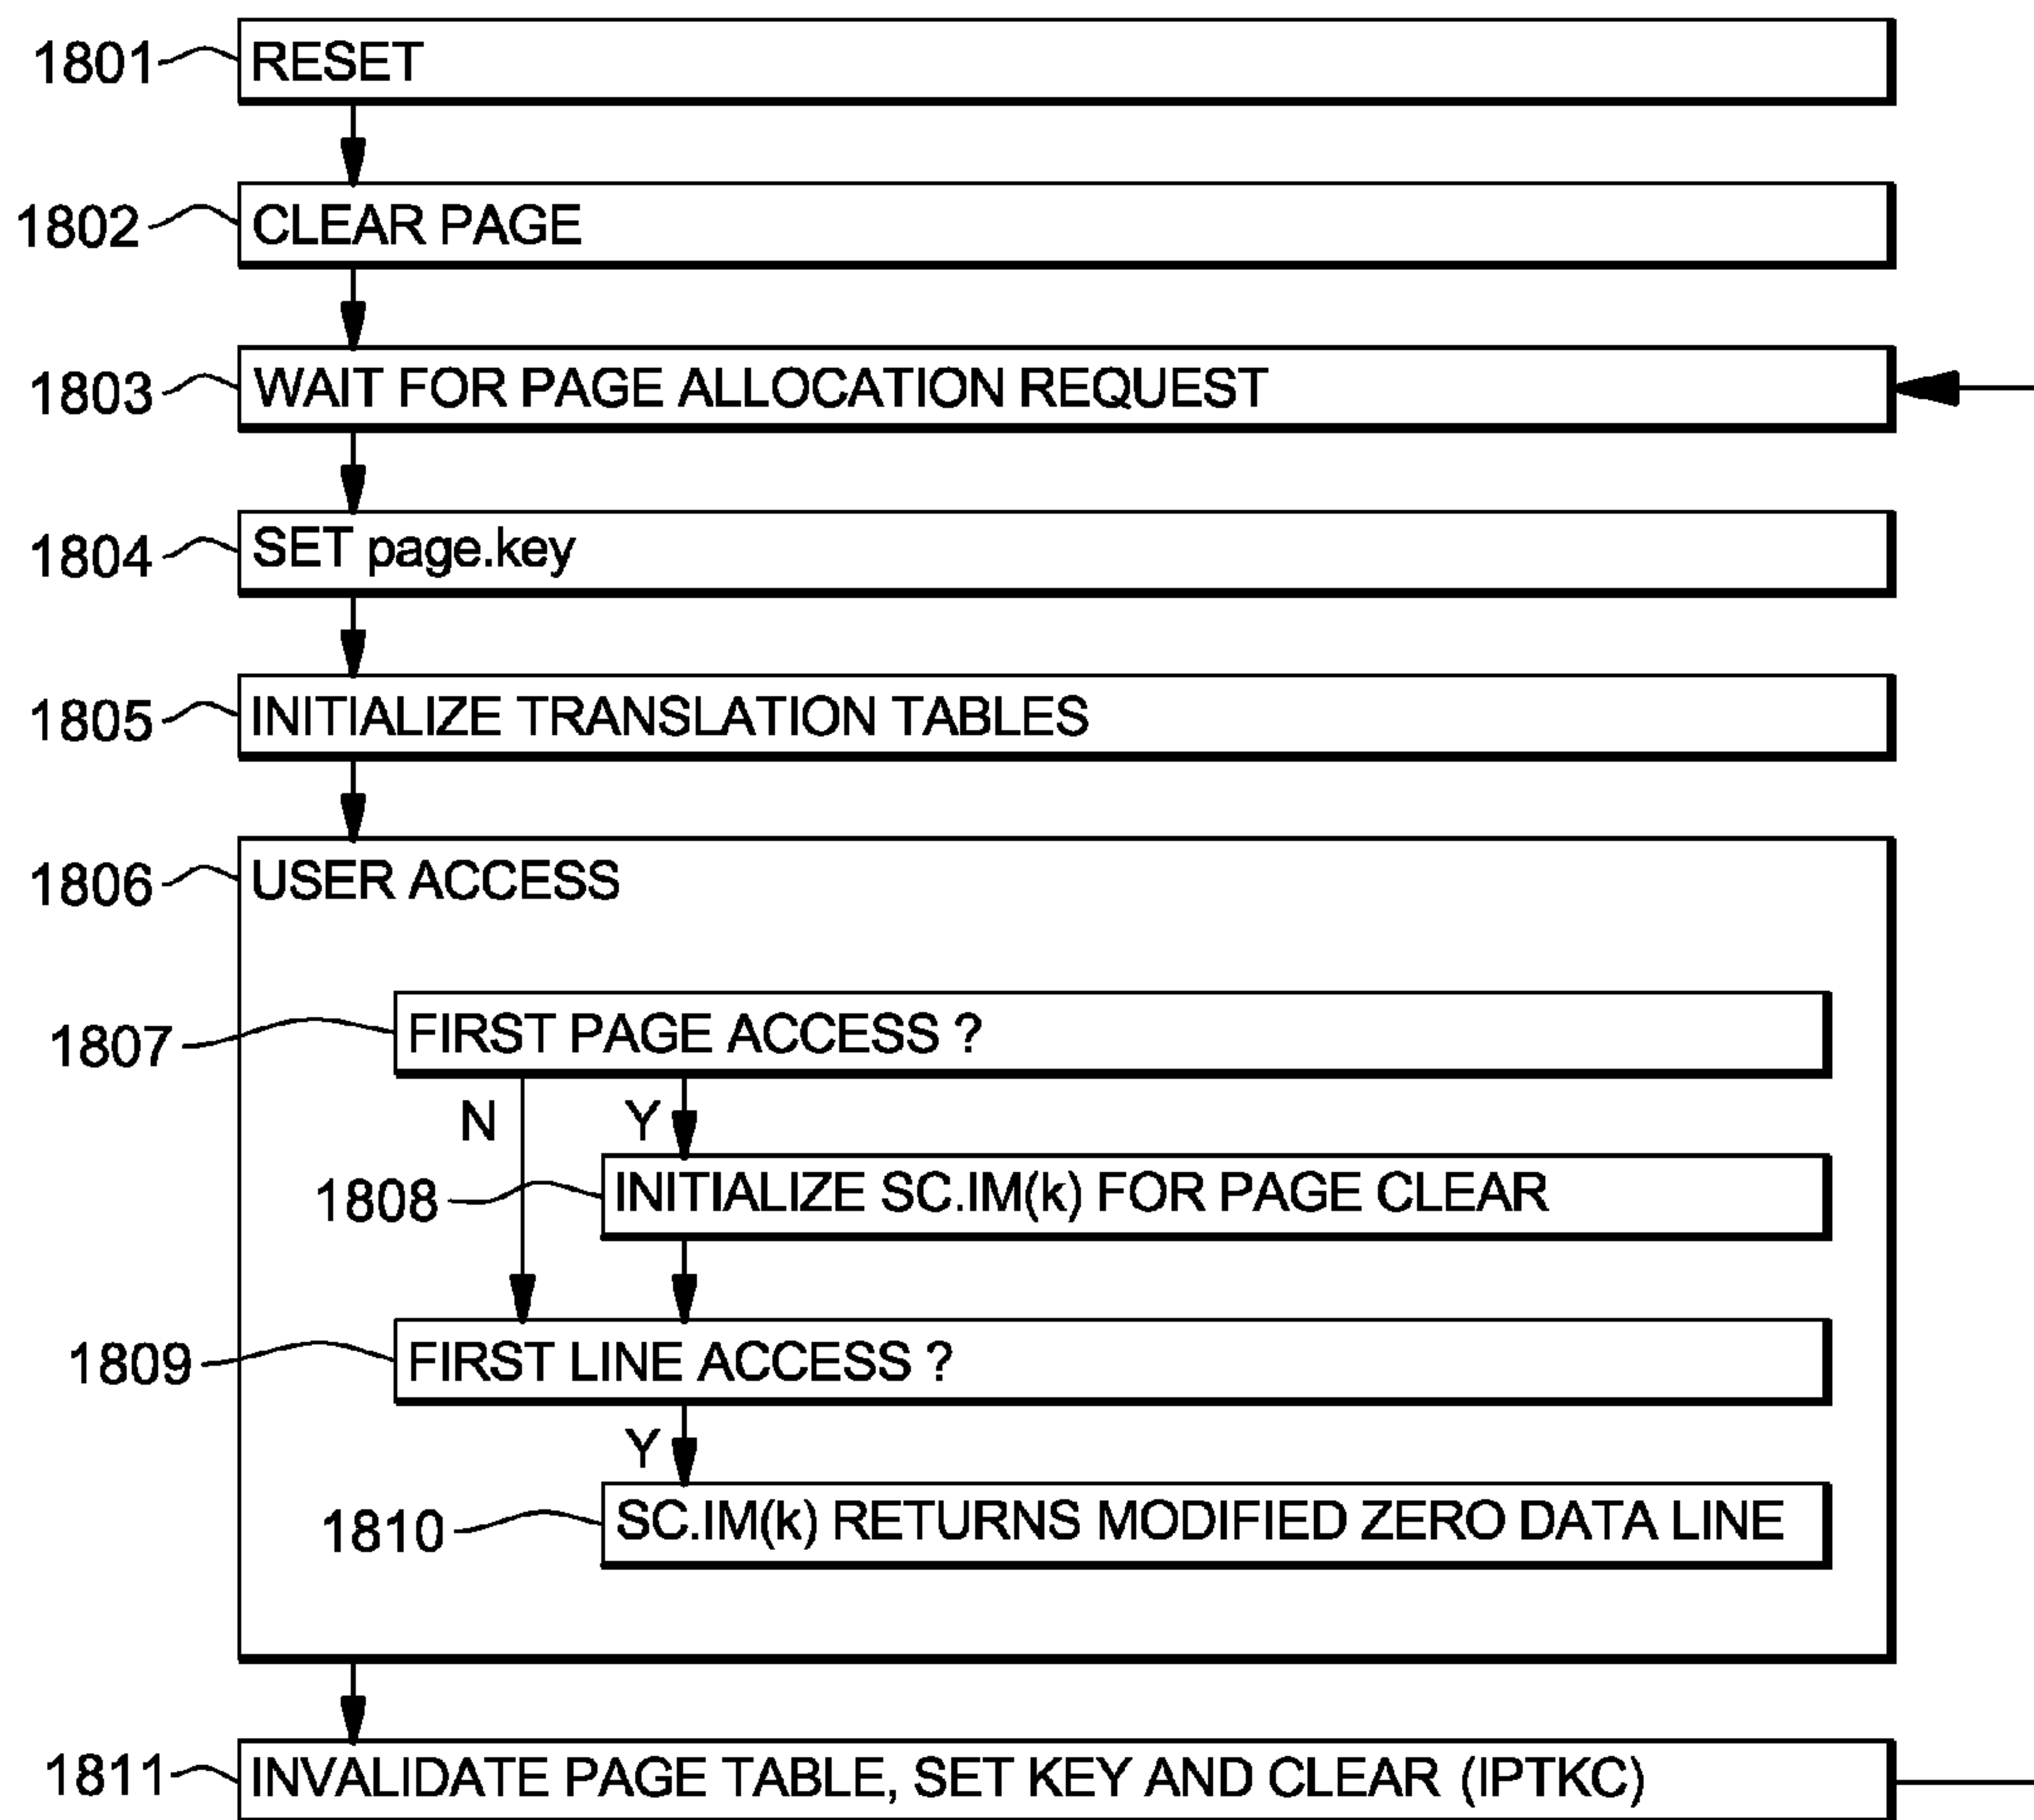 1801 RESET
1802 CLEAR PAGE
1803 WAIT FOR PAGE ALLOCATION REQUEST
1804 SET page.key
1805 INITIALIZE TRANSLATION TABLES
1806 USER ACCESS
1807 FIRST PAGE ACCESS ?
N Y
1808 INITIALIZE SC.IM(k) FOR PAGE CLEAR
1809 FIRST LINE ACCESS ?
Y
1810 SC.IM(k) RETURNS MODIFIED ZERO DATA LINE
1811 INVALIDATE PAGE TABLE, SET KEY AND CLEAR (IPTKC)